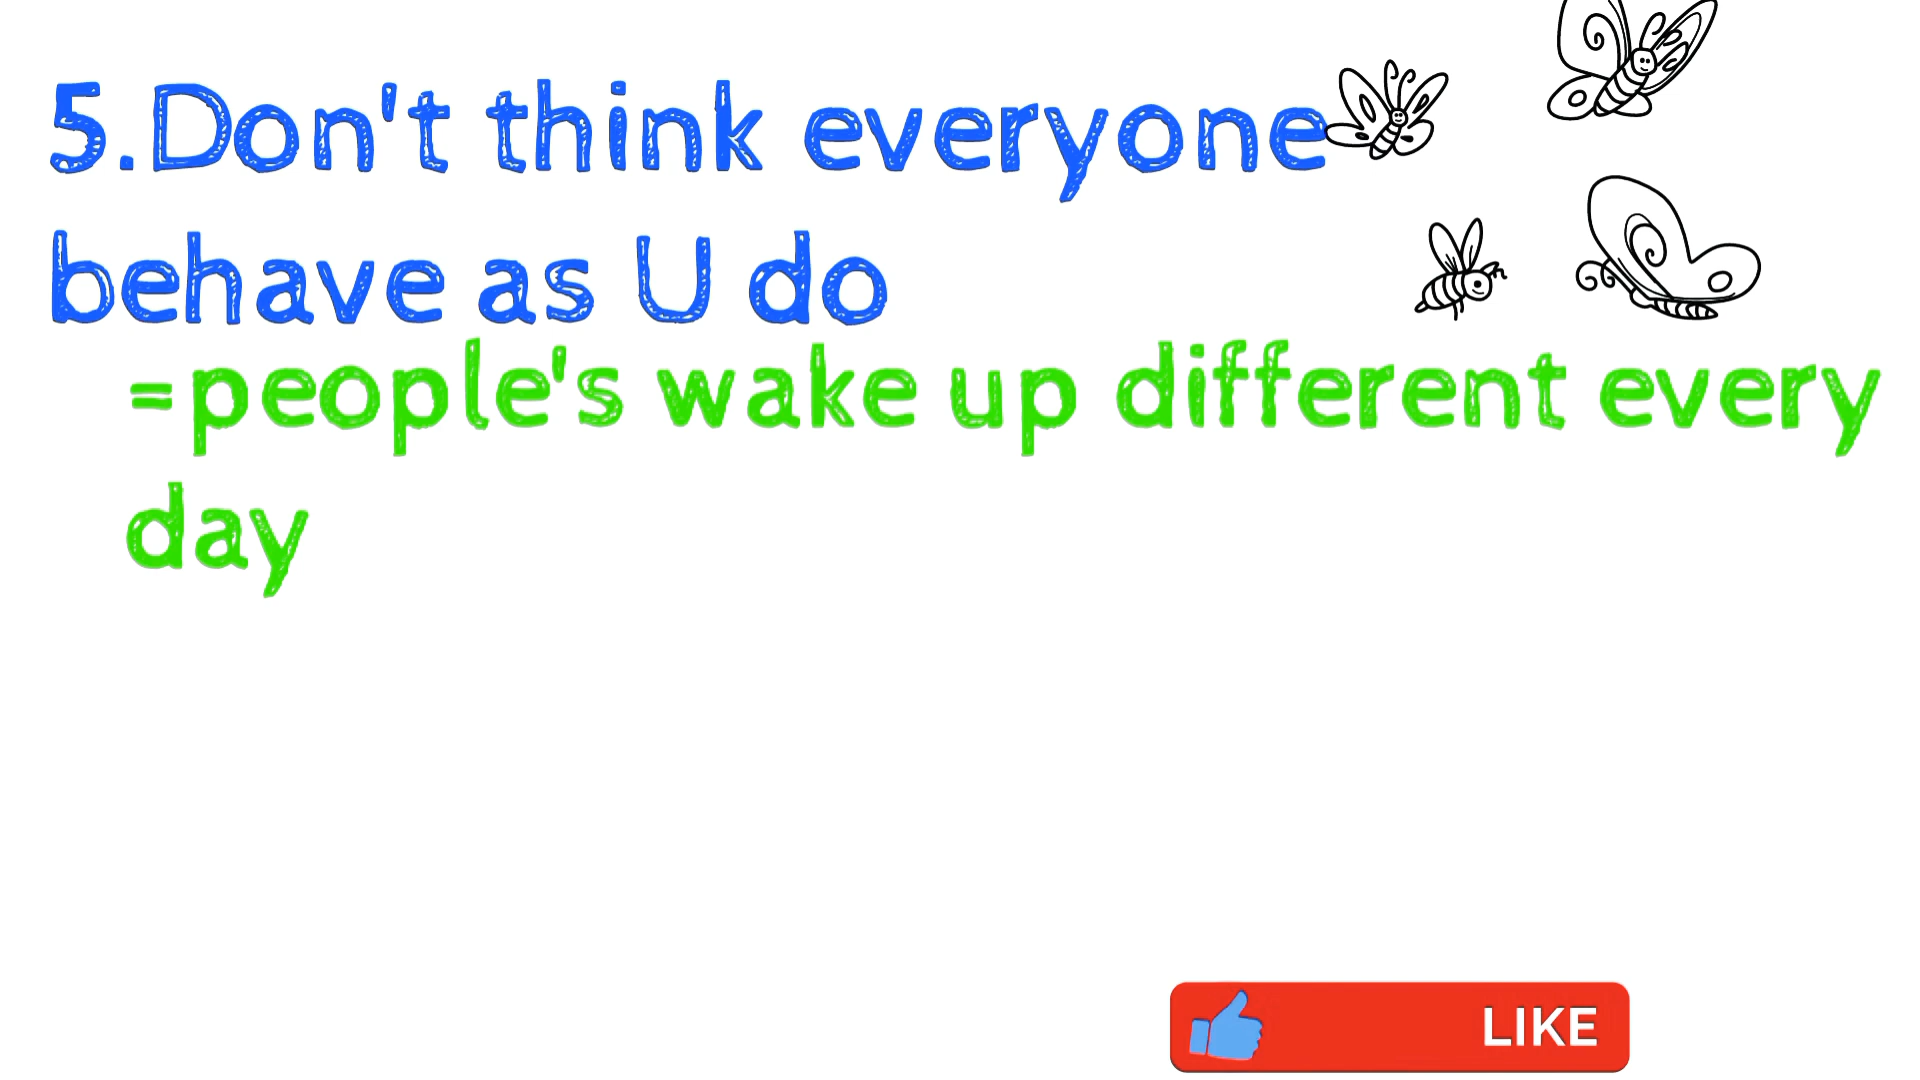 5.Don't think everyone
behave as U do
=people's wake up different every
day
LIKE